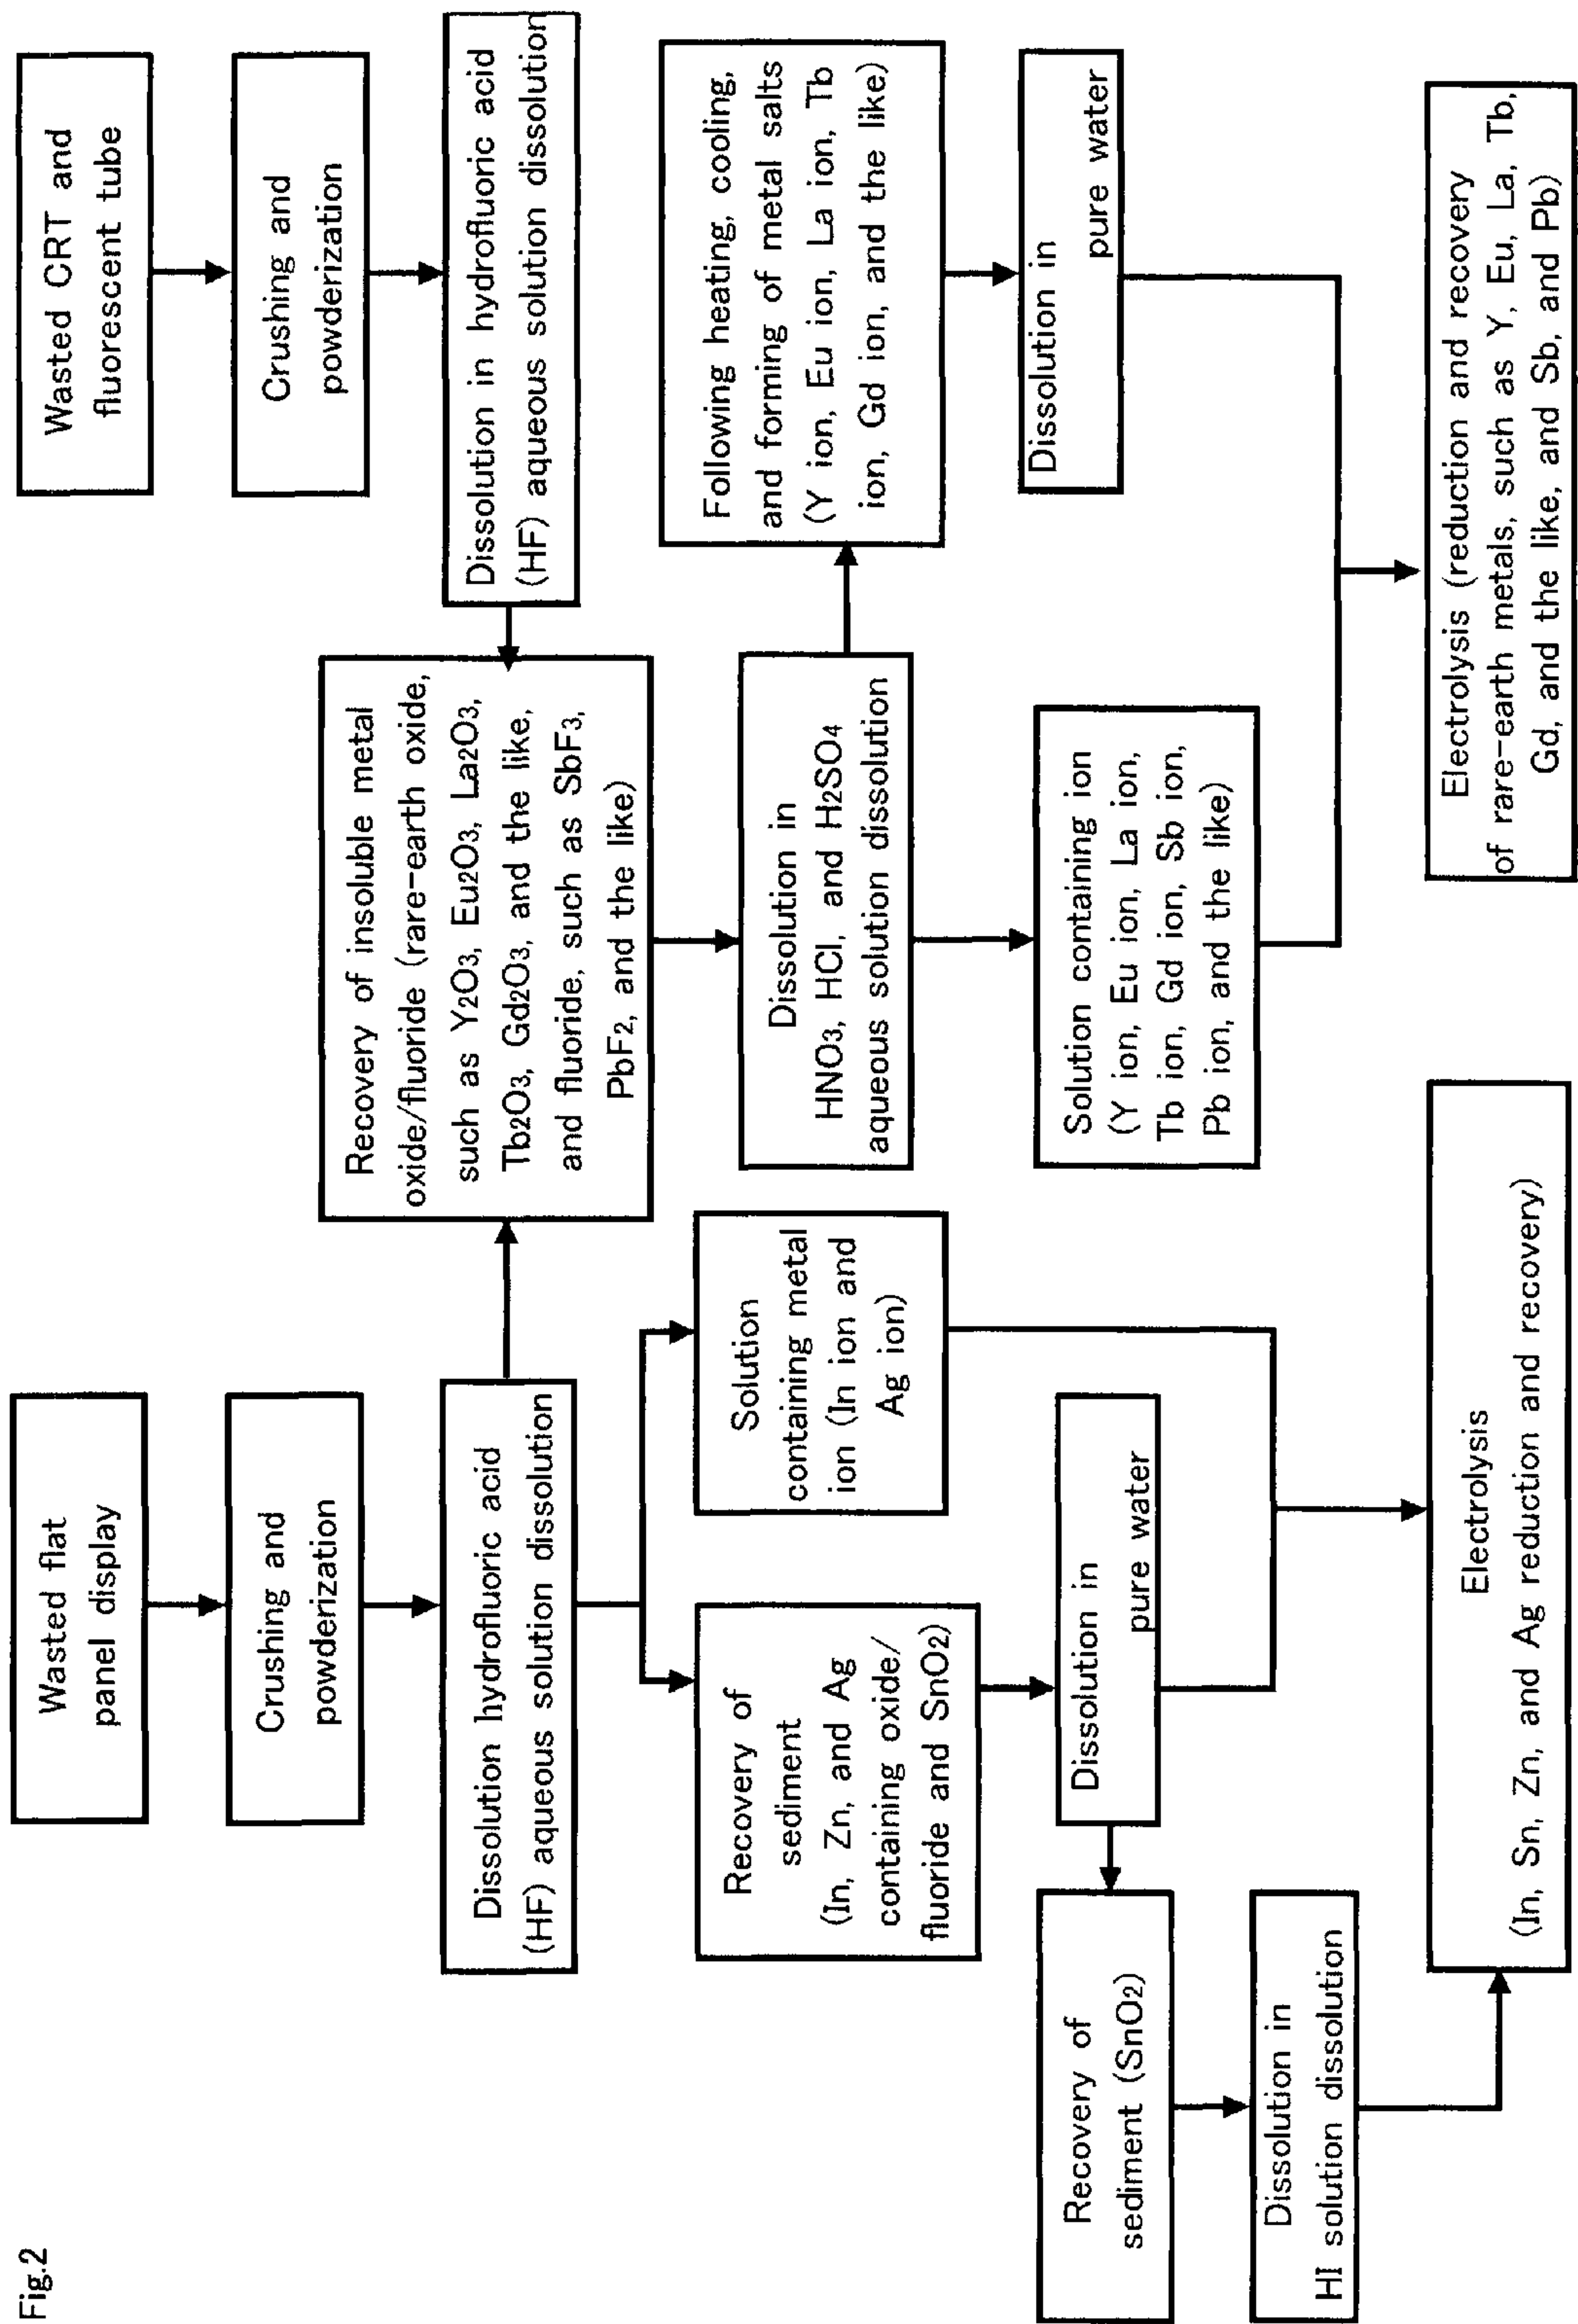 Fig.2
Wasted flat
panel display
Crushing and
powderization
Dissolution hydrofluoric acid
(HF) aqueous solution dissolution
Recovery of
sediment
(In, Zn, and Ag
containing oxide/
fluoride and SnO2)
Solution
containing metal
ion (In ion and
Ag ion)
Dissolution in
pure water
Recovery of
sediment (SnO2)
Dissolution in
HI solution dissolution
Electrolysis
(In, Sn, Zn, and Ag reduction and recovery)
Wasted CRT and
fluorescent tube
Crushing and
powderization
Dissolution in hydrofluoric acid
(HF) aqueous solution dissolution
Recovery of insoluble metal
oxide/fluoride (rare-earth oxide,
such as Y2O3, Eu2O3, La2O3,
Tb2O3, Gd2O3, and the like,
and fluoride, such as SbF3,
PbF2, and the like)
Dissolution in
HNO3, HCl, and H2SO4
aqueous solution dissolution
Following heating, cooling,
and forming of metal salts
(Y ion, Eu ion, La ion, Tb
ion, Gd ion, and the like)
Solution containing ion
(Y ion, Eu ion, La ion,
Tb ion, Gd ion, Sb ion,
Pb ion, and the like)
Dissolution in
pure water
Electrolysis (reduction and recovery
of rare-earth metals, such as Y, Eu, La, Tb,
Gd, and the like, and Sb, and Pb)